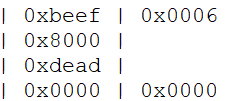 | 0xbeef | 0x0006
| 0x8000 |
| 0xdead |
| 0x0000 | 0x0000